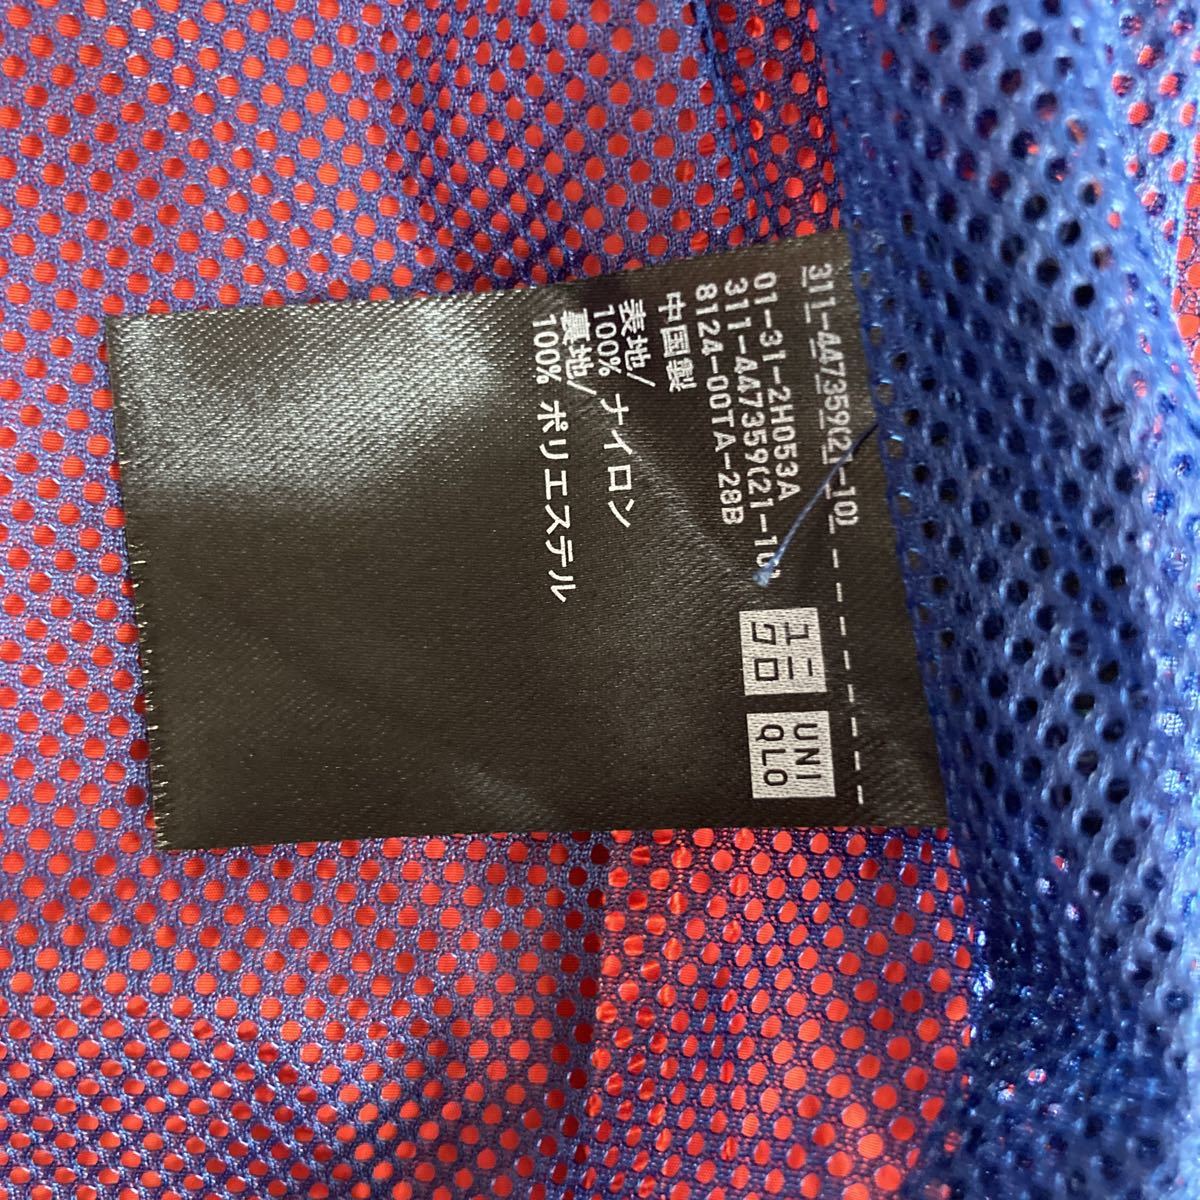 311-447359(21-10)
01-31-2H053A
311-447359(21-10)
8124-00TA-28B
中国製
表地/
100% ナイロン
裏地/
100% ポリエステル
ユニ
クロ
UNI
QLO